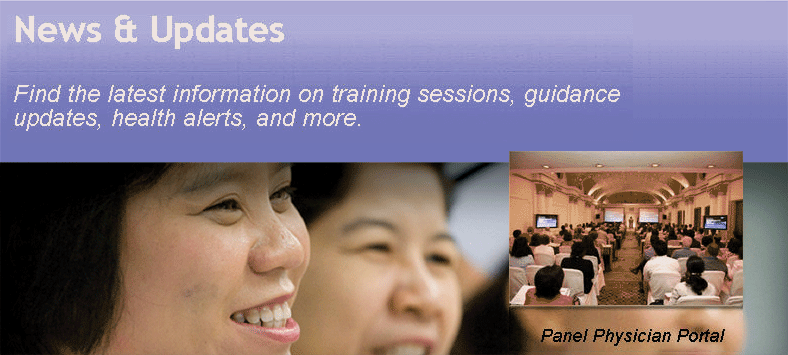 News & Updates
Find the latest information on training sessions, guidance
updates, health alerts, and more.
Panel Physician Portal